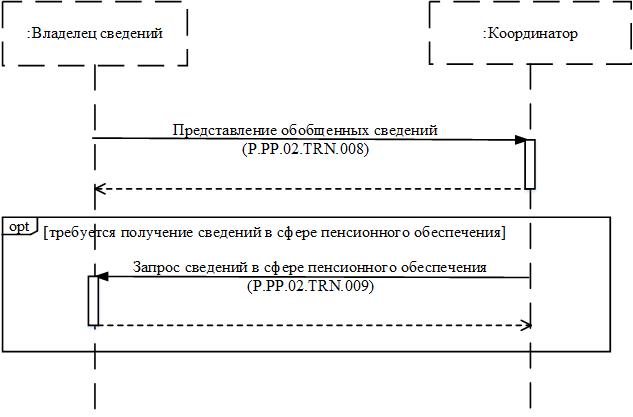 :Владелец сведений
:Координатор
Представление обобщенных сведений
(P.PP.02.TRN.008)
opt
[требуется получение сведений в сфере пенсионного обеспечения]
Запрос сведений в сфере пенсионного обеспечения
(P.PP.02.TRN.009)